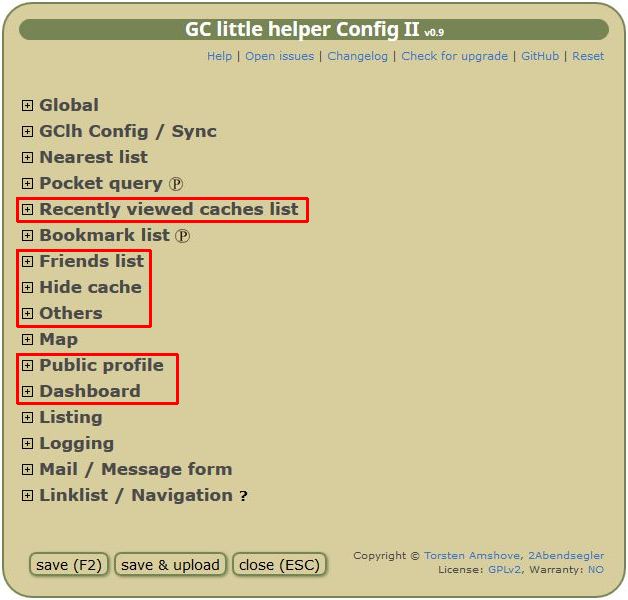 GC little helper Config II v0.9
Help | Open issues | Changelog | Check for upgrade | GitHub | Reset
Global
GClh Config / Sync
Nearest list
Pocket query Ⓟ
Recently viewed caches list
Bookmark list Ⓟ
Friends list
Hide cache
Others
Map
Public profile
Dashboard
Listing
Logging
Mail / Message form
Linklist / Navigation ?
save (F2) save & upload close (ESC)
Copyright © Torsten Amshove, 2Abendsegler
License: GPLv2, Warranty: NO